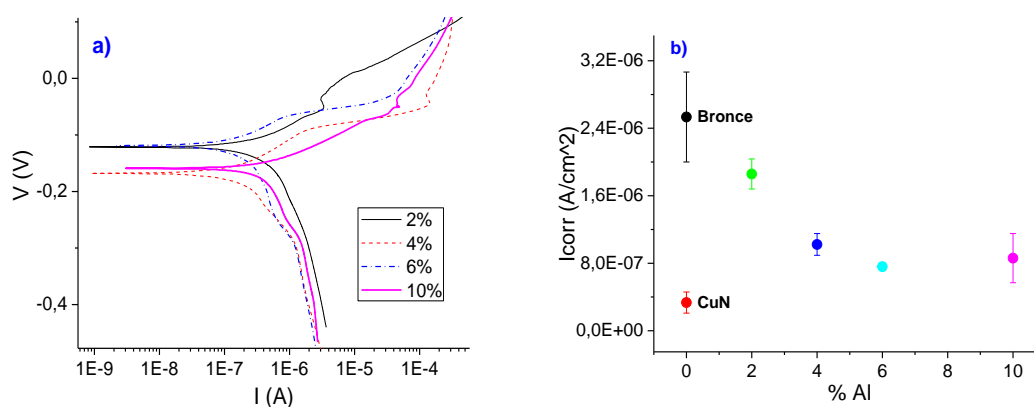 a)
0,0
-0,2
-0,4
V (V)
2%
4%
6%
10%
1E-9
1E-8
1E-7
1E-6
1E-5
1E-4
I (A)
b)
3,2E-06
2,4E-06
1,6E-06
8,0E-07
0,0E+00
Icorr (A/cm^2)
Bronce
CuN
0
2
4
6
8
10
% Al